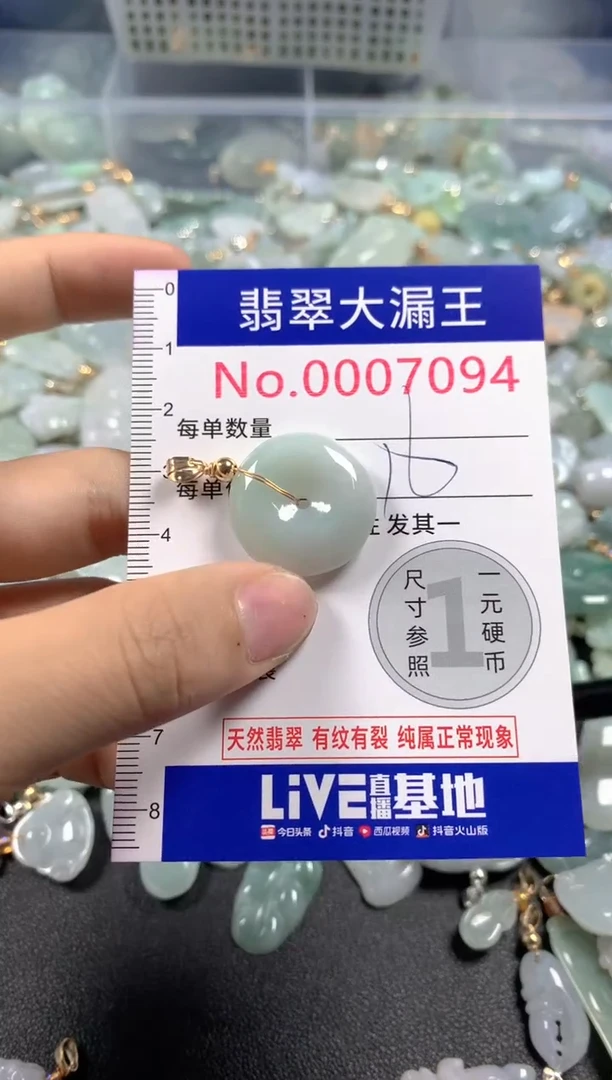 0
翡翠大漏王
1
No.0007094
2
每单数量
每单
4
发其一
尺寸参照
1
一元硬币
7
天然翡翠 有纹有裂 纯属正常现象
8
LiVE直播基地
今日头条 抖音 西瓜视频 抖音火山版